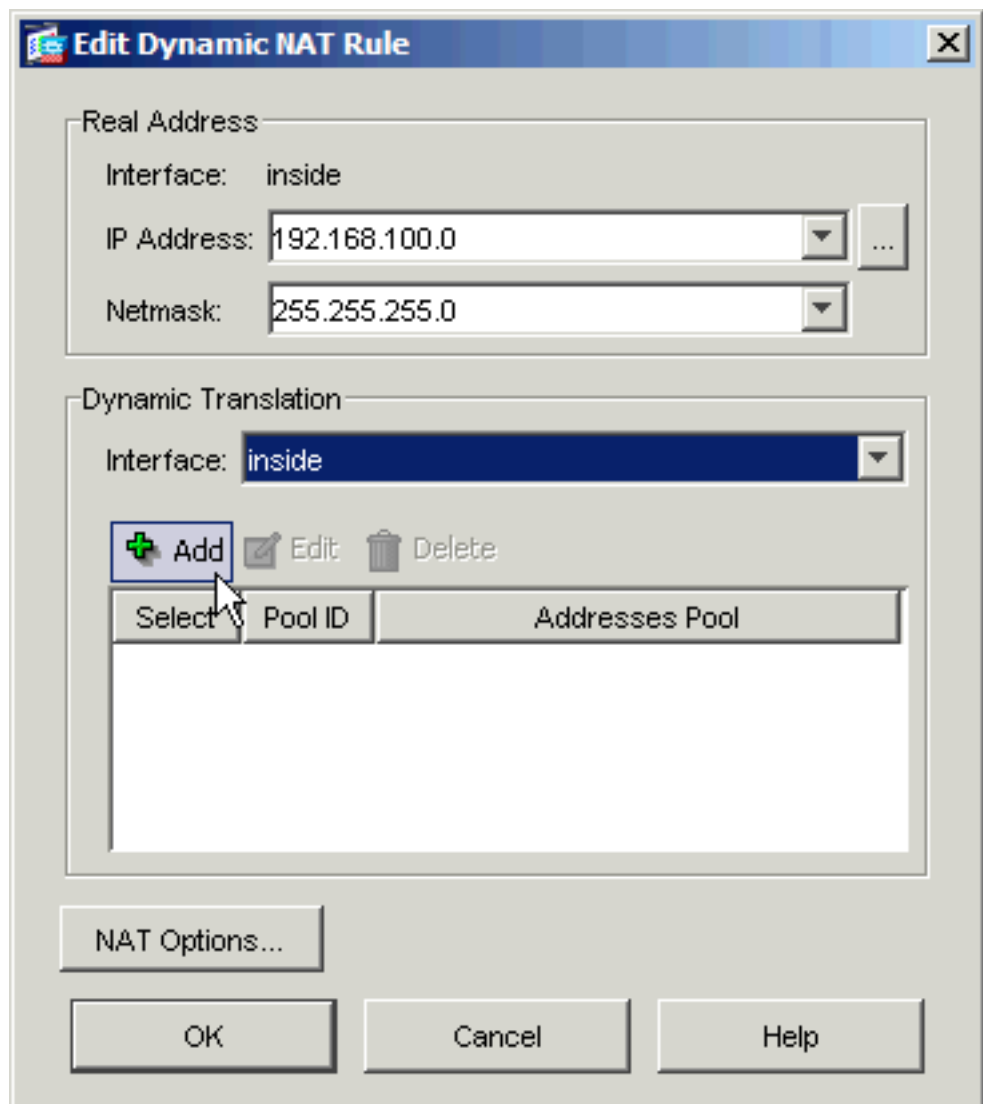 Edit Dynamic NAT Rule
Real Address
Interface: inside
IP Address: 192.168.100.0 ...
Netmask: 255.255.255.0
Dynamic Translation
Interface: inside
Add Edit Delete
Select Pool ID Addresses Pool
NAT Options...
OK Cancel Help